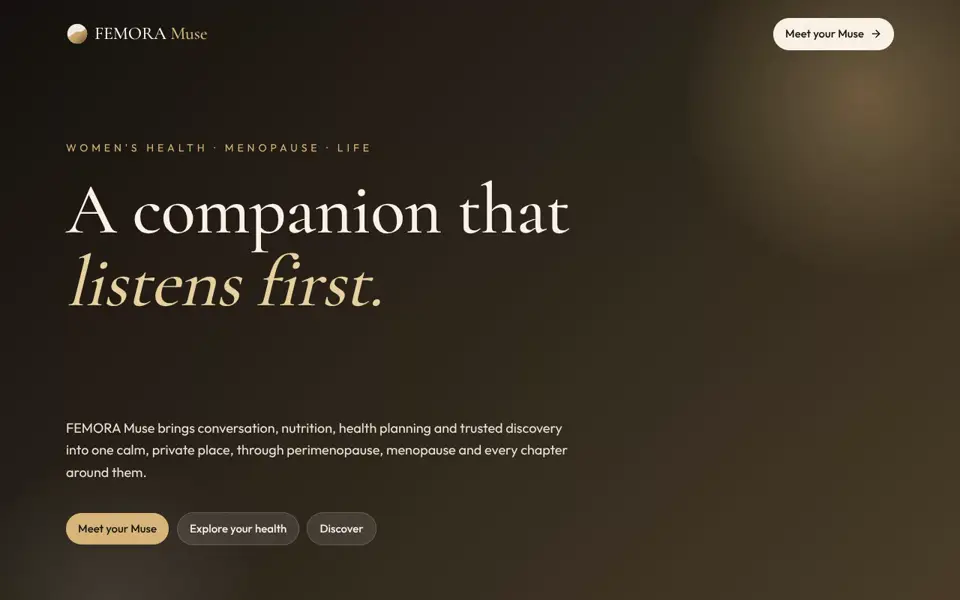 FEMORA Muse
Meet your Muse →
WOMEN'S HEALTH · MENOPAUSE · LIFE
A companion that
listens first.
FEMORA Muse brings conversation, nutrition, health planning and trusted discovery
into one calm, private place, through perimenopause, menopause and every chapter
around them.
Meet your Muse
Explore your health
Discover